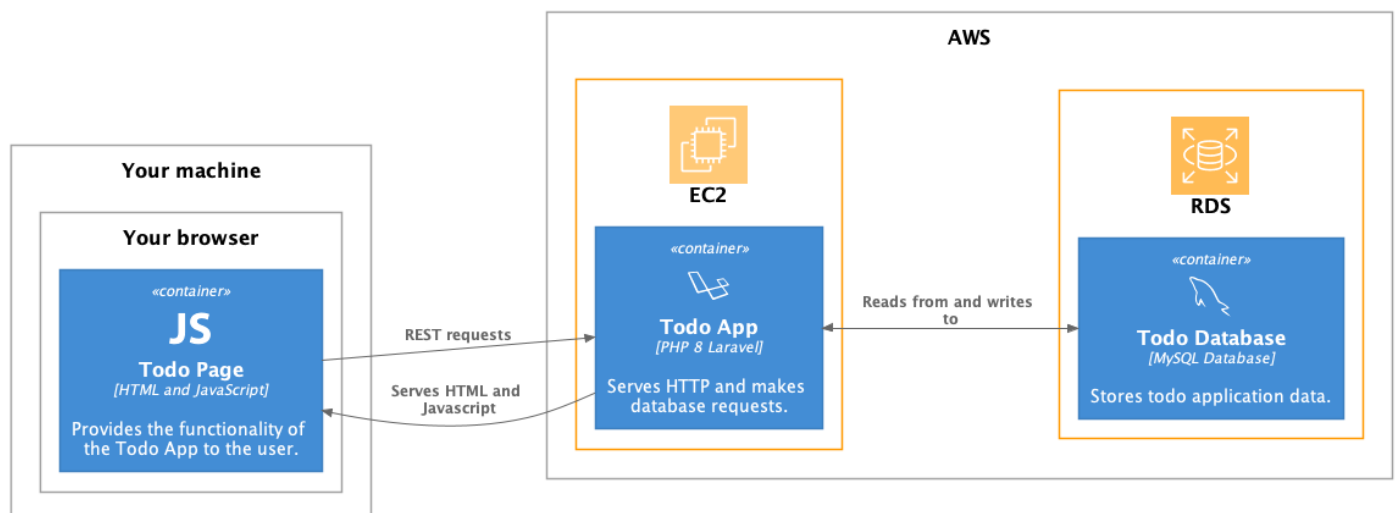 AWS
Your machine
Your browser
«container»
JS
Todo Page
[HTML and JavaScript]
Provides the functionality of
the Todo App to the user.
REST requests
Serves HTML and
Javascript
EC2
«container»
Todo App
[PHP 8 Laravel]
Serves HTTP and makes
database requests.
Reads from and writes
to
RDS
«container»
Todo Database
[MySQL Database]
Stores todo application data.